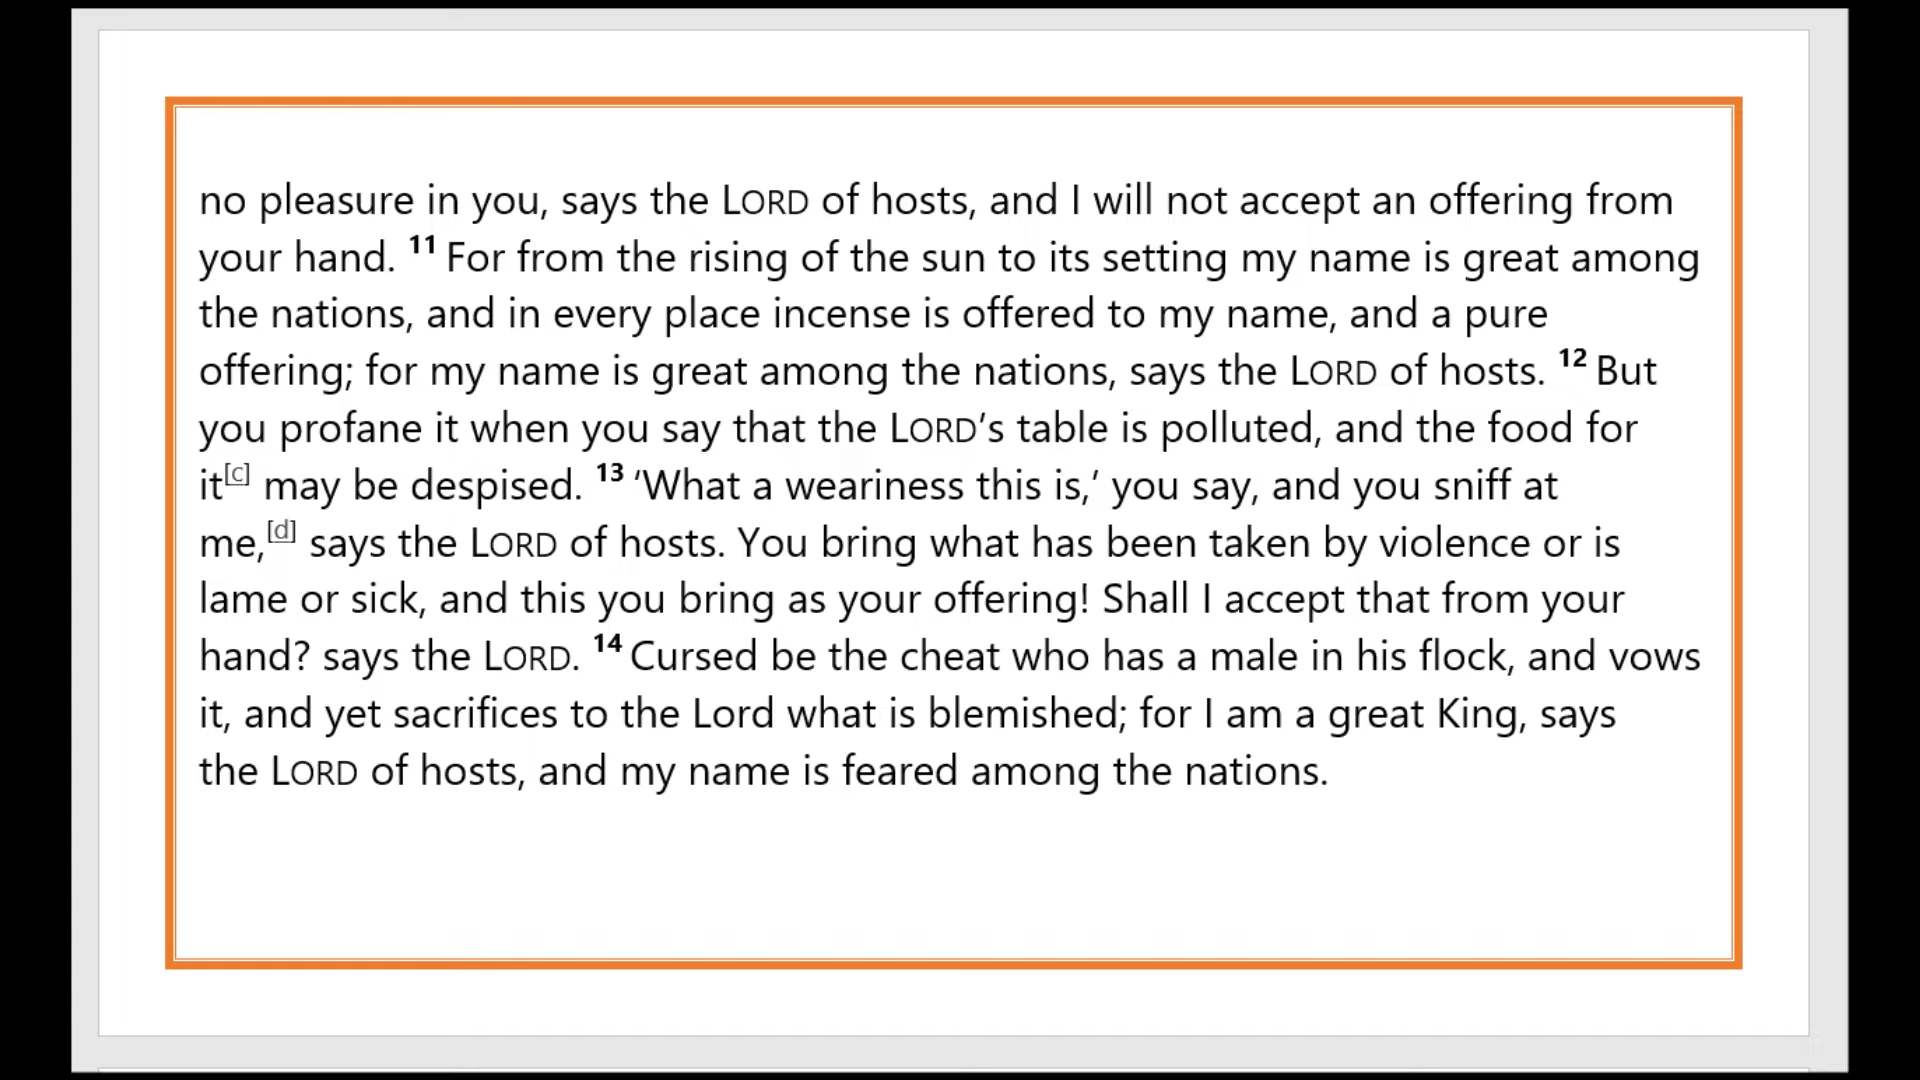 no pleasure in you, says the LORD of hosts, and I will not accept an offering from
your hand. 11 For from the rising of the sun to its setting my name is great among
the nations, and in every place incense is offered to my name, and a pure
offering; for my name is great among the nations, says the LORD of hosts. 12 But
you profane it when you say that the LORD’s table is polluted, and the food for
it[c] may be despised. 13 ‘What a weariness this is,’ you say, and you sniff at
me,[d] says the LORD of hosts. You bring what has been taken by violence or is
lame or sick, and this you bring as your offering! Shall I accept that from your
hand? says the LORD. 14 Cursed be the cheat who has a male in his flock, and vows
it, and yet sacrifices to the Lord what is blemished; for I am a great King, says
the LORD of hosts, and my name is feared among the nations.